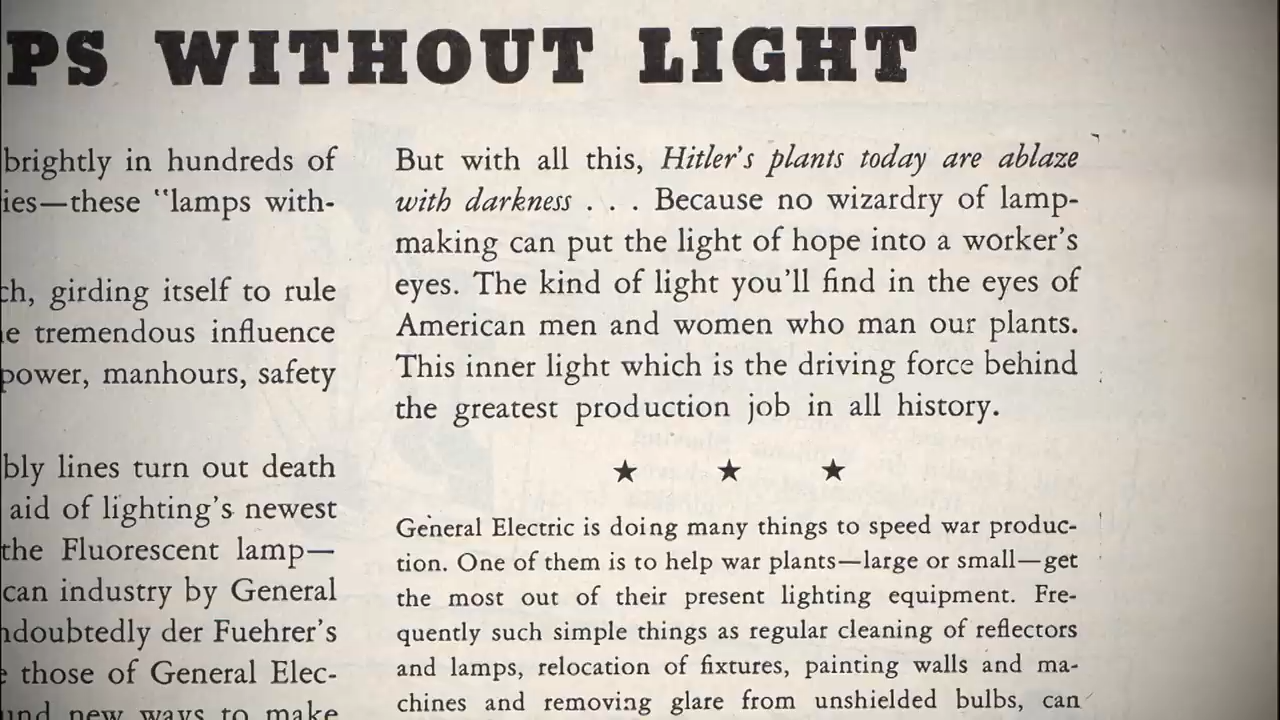 PS WITHOUT LIGHT
brightly in hundreds of
ies—these "lamps with-
ch, girding itself to rule
e tremendous influence
power, manhours, safety
bly lines turn out death
aid of lighting's newest
the Fluorescent lamp—
can industry by General
ndoubtedly der Fuehrer's
e those of General Elec-
und new ways to make
But with all this, Hitler's plants today are ablaze
with darkness . . . Because no wizardry of lamp-
making can put the light of hope into a worker's
eyes. The kind of light you'll find in the eyes of
American men and women who man our plants.
This inner light which is the driving force behind
the greatest production job in all history.
★ ★ ★
General Electric is doing many things to speed war produc-
tion. One of them is to help war plants—large or small—get
the most out of their present lighting equipment. Fre-
quently such simple things as regular cleaning of reflectors
and lamps, relocation of fixtures, painting walls and ma-
chines and removing glare from unshielded bulbs, can